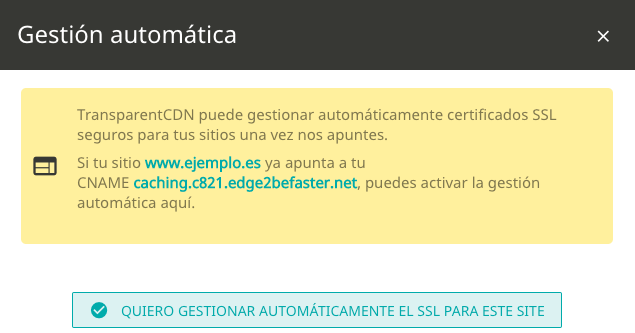 Gestión automática
TransparentCDN puede gestionar automáticamente certificados SSL
seguros para tus sitios una vez nos apuntes.
Si tu sitio www.ejemplo.es ya apunta a tu
CNAME caching.c821.edge2befaster.net, puedes activar la gestión
automática aquí.
QUIERO GESTIONAR AUTOMÁTICAMENTE EL SSL PARA ESTE SITE